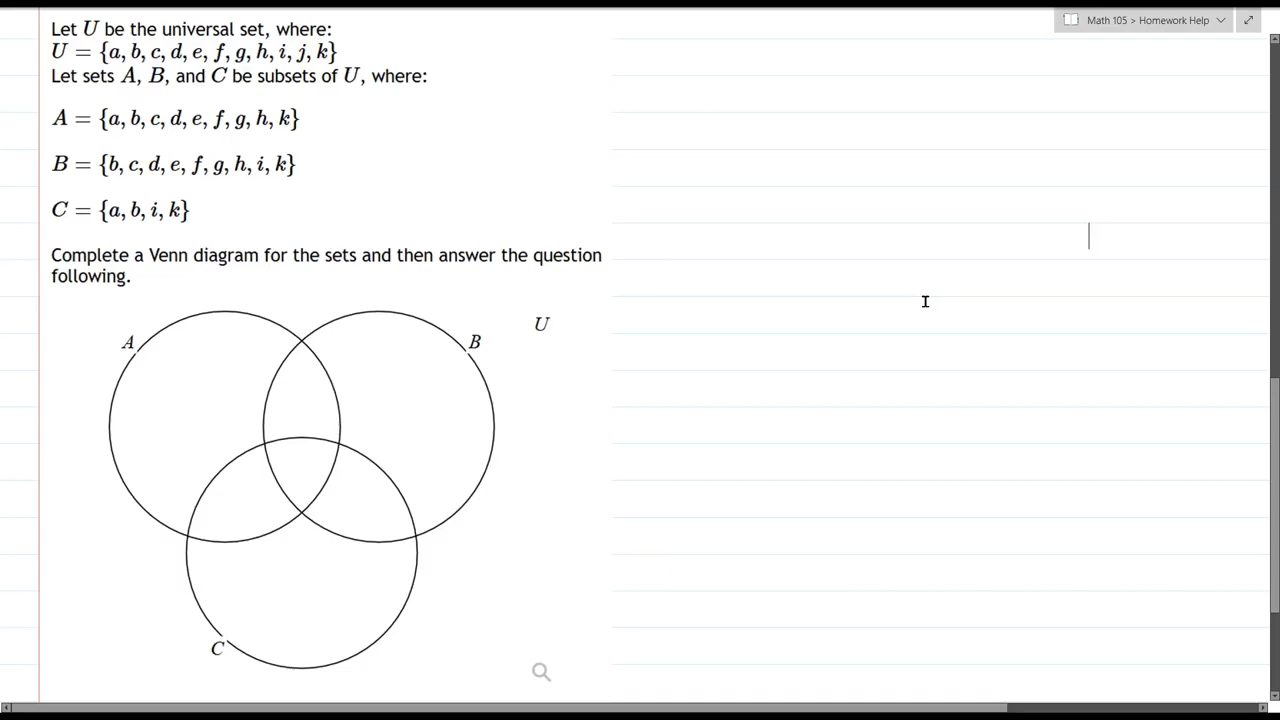 Math 105 > Homework Help
Let U be the universal set, where:
U = {a, b, c, d, e, f, g, h, i, j, k}
Let sets A, B, and C be subsets of U, where:
A = {a, b, c, d, e, f, g, h, k}
B = {b, c, d, e, f, g, h, i, k}
C = {a, b, i, k}
Complete a Venn diagram for the sets and then answer the question
following.
U
A
B
C